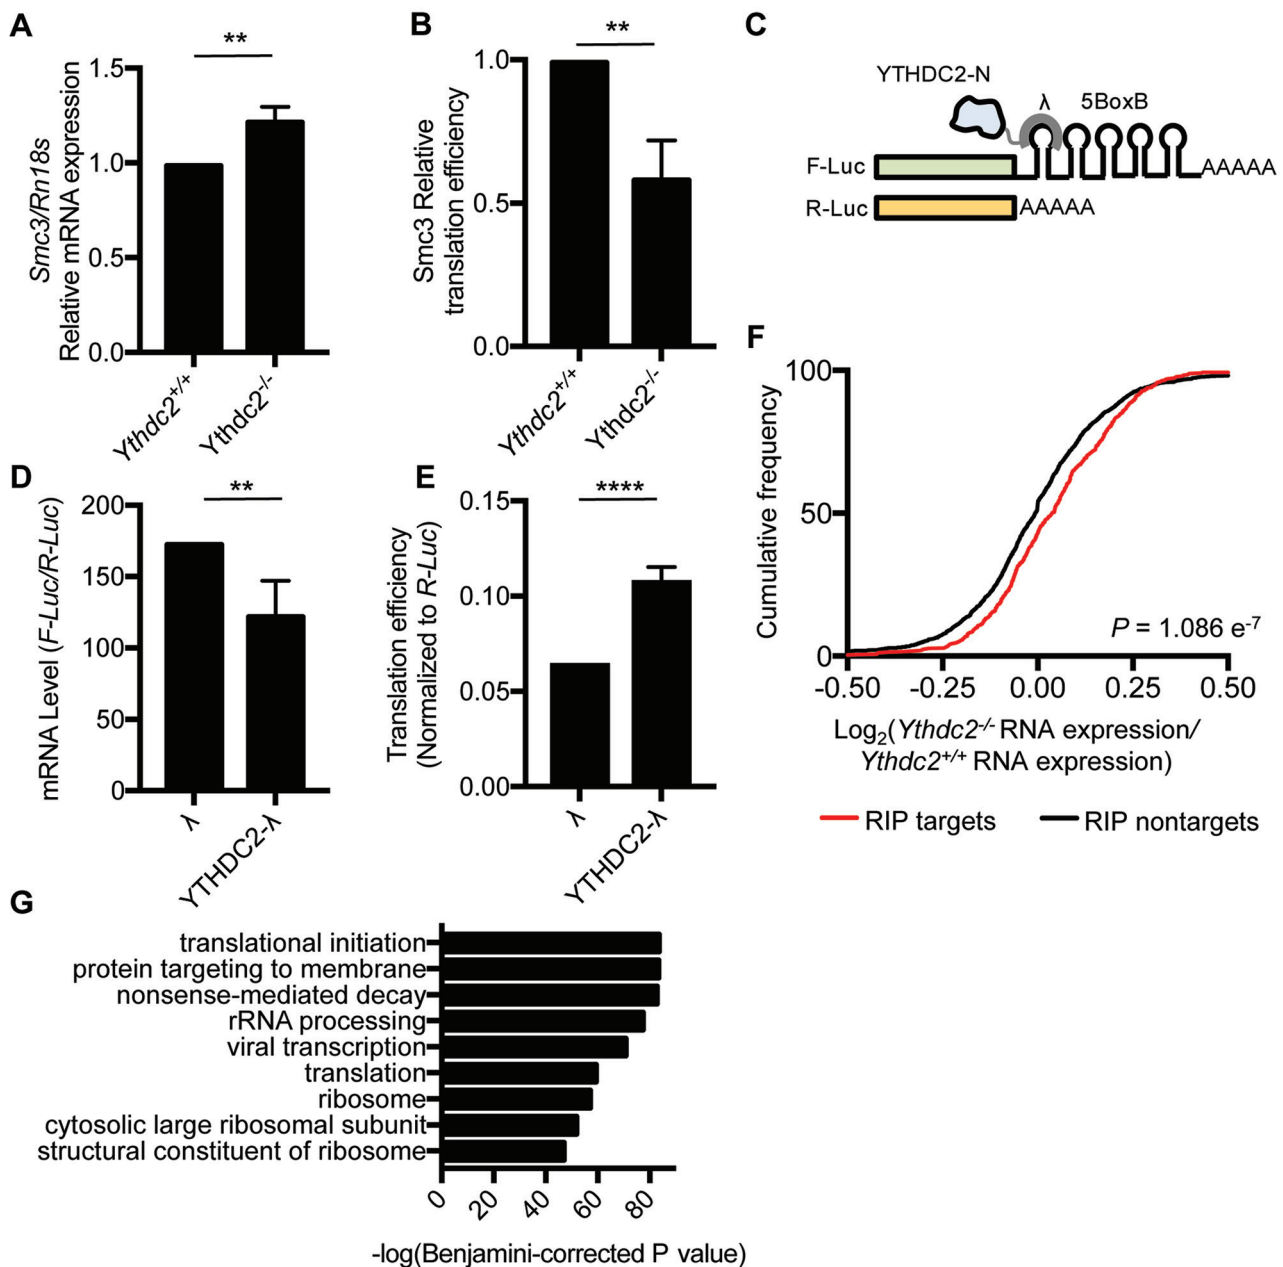 A
**
1.5
1.0
0.5
0.0
Smc3/Rn18s
Relative mRNA expression
Ythdc2+/+
Ythdc2-/-
B
**
1.0
0.5
0.0
Smc3 Relative
translation efficiency
Ythdc2+/+
Ythdc2-/-
C
YTHDC2-N
λ
5BoxB
F-Luc
AAAAA
R-Luc
AAAAA
D
**
200
150
100
50
0
mRNA Level (F-Luc/R-Luc)
λ
YTHDC2-λ
E
****
0.15
0.10
0.05
0.00
Translation efficiency
(Normalized to R-Luc)
λ
YTHDC2-λ
F
100
50
0
Cumulative frequency
P = 1.086 e-7
-0.50
-0.25
0.00
0.25
0.50
Log2(Ythdc2-/- RNA expression/
Ythdc2+/+ RNA expression)
RIP targets
RIP nontargets
G
translational initiation
protein targeting to membrane
nonsense-mediated decay
rRNA processing
viral transcription
translation
ribosome
cytosolic large ribosomal subunit
structural constituent of ribosome
0
20
40
60
80
-log(Benjamini-corrected P value)